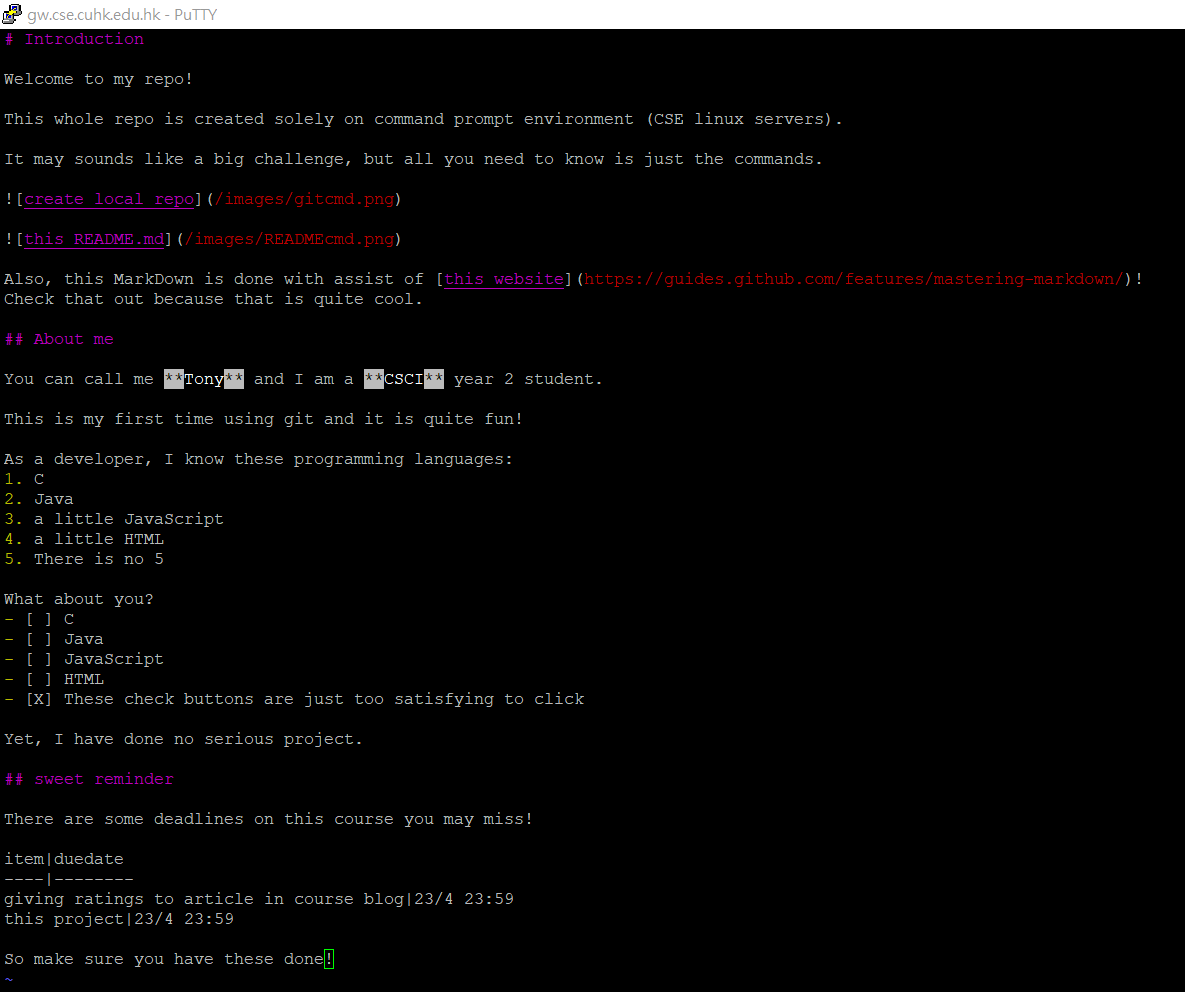 gw.cse.cuhk.edu.hk - PuTTY
# Introduction
Welcome to my repo!
This whole repo is created solely on command prompt environment (CSE linux servers).
It may sounds like a big challenge, but all you need to know is just the commands.
![create local repo](/images/gitcmd.png)
![this README.md](/images/READMEcmd.png)
Also, this MarkDown is done with assist of [this website](https://guides.github.com/features/mastering-markdown/)!
Check that out because that is quite cool.
## About me
You can call me **Tony** and I am a **CSCI** year 2 student.
This is my first time using git and it is quite fun!
As a developer, I know these programming languages:
1. C
2. Java
3. a little JavaScript
4. a little HTML
5. There is no 5
What about you?
- [ ] C
- [ ] Java
- [ ] JavaScript
- [ ] HTML
- [X] These check buttons are just too satisfying to click
Yet, I have done no serious project.
## sweet reminder
There are some deadlines on this course you may miss!
item|duedate
----|--------
giving ratings to article in course blog|23/4 23:59
this project|23/4 23:59
So make sure you have these done!
~